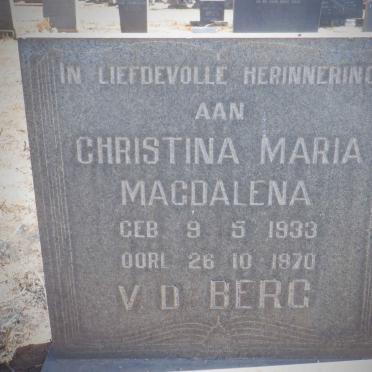 IN LIEFDEVOLLE HERINNERING
AAN
CHRISTINA MARIA
MAGDALENA
GEB 9 5 1933
OORL 26 10 1970
V D BERG